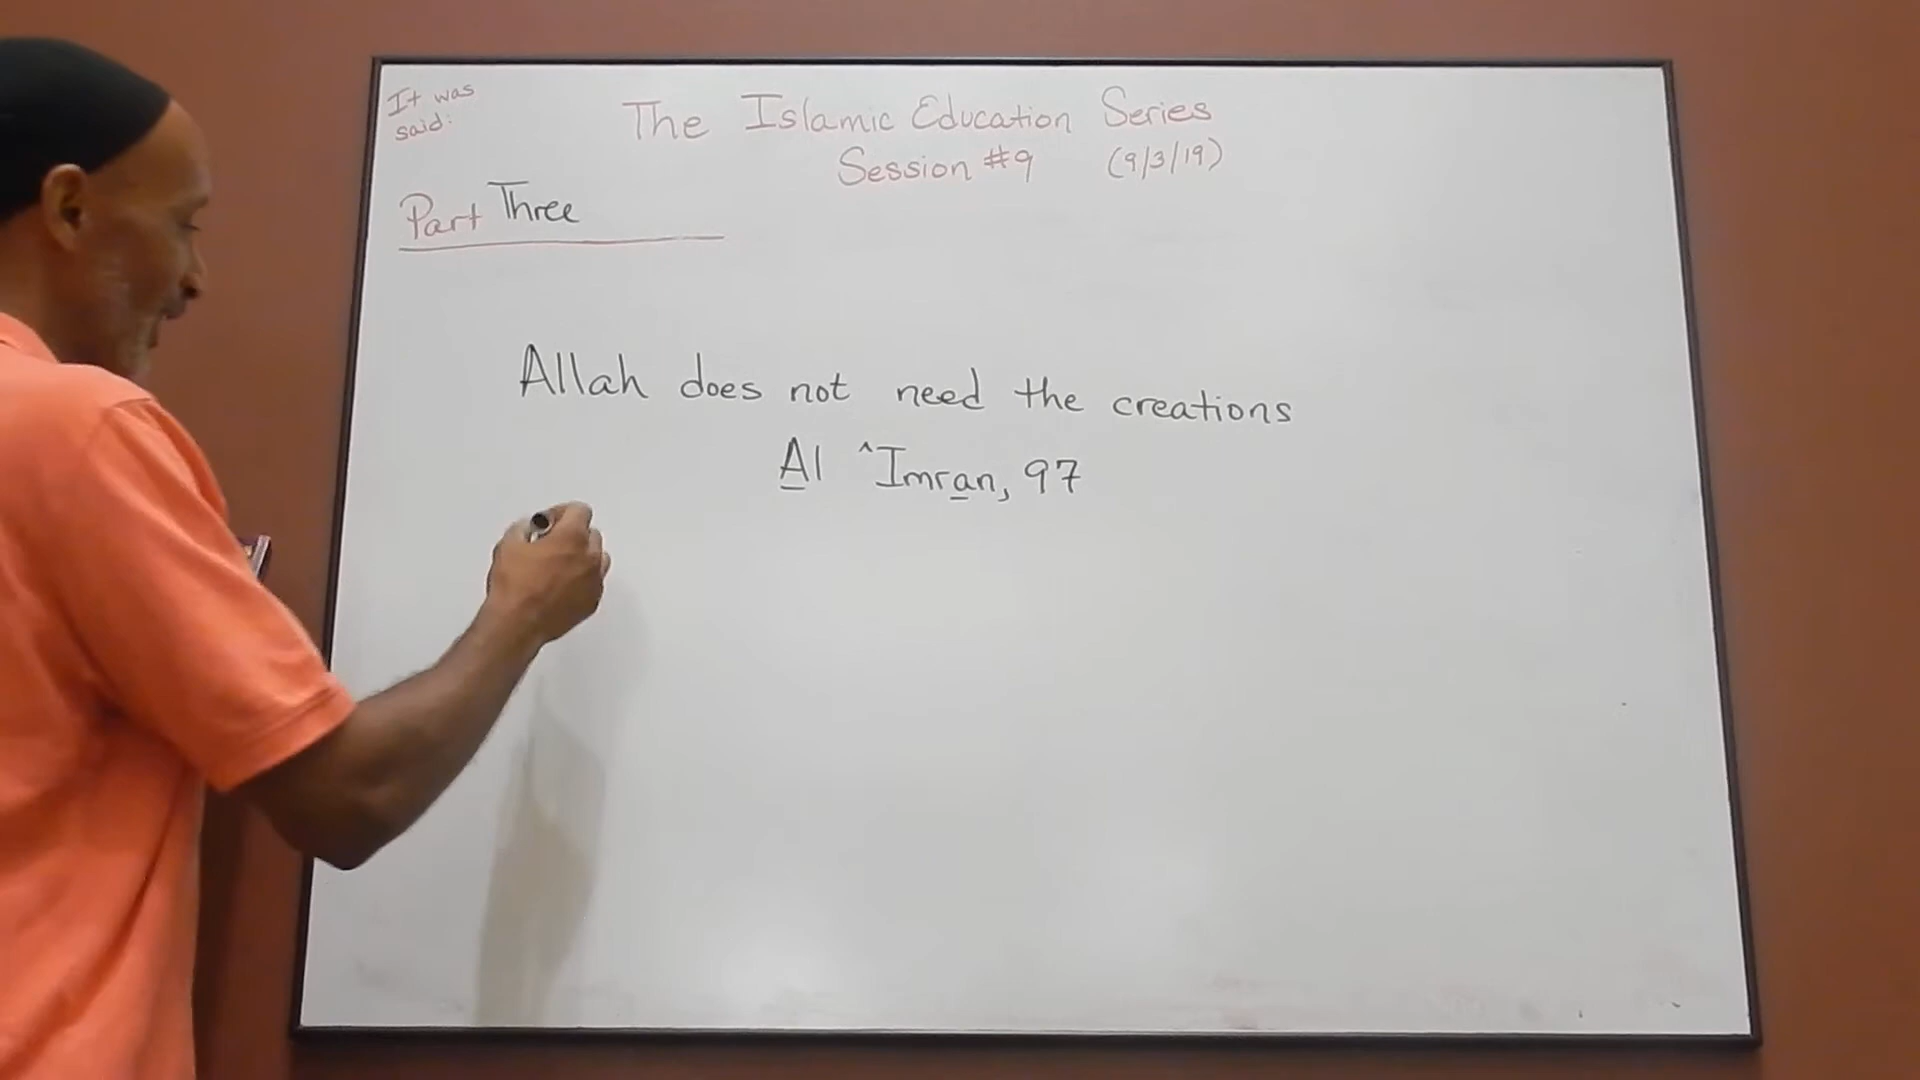 It was
said:
The Islamic Education Series
Session #9 (9/3/19)
Part Three
Allah does not need the creations
Al ^Imran, 97